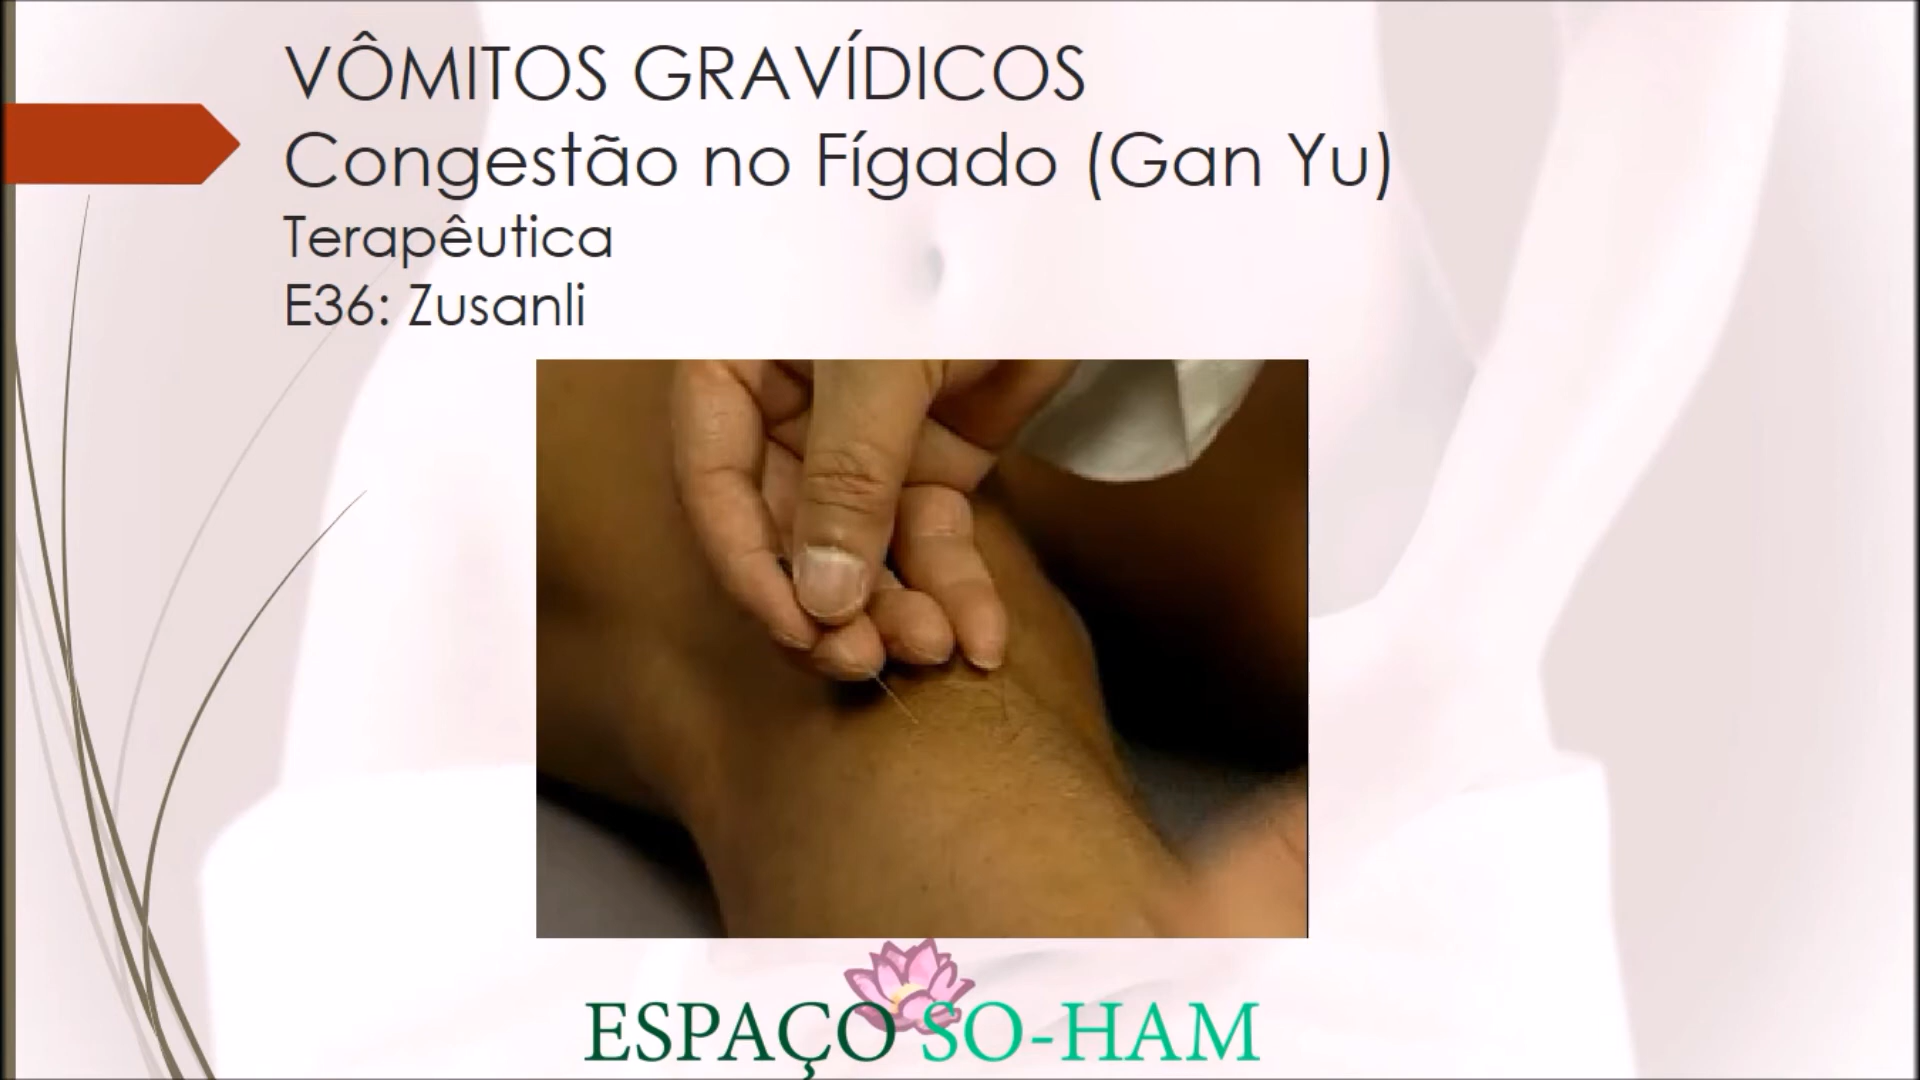 VÔMITOS GRAVÍDICOS
Congestão no Fígado (Gan Yu)
Terapêutica
E36: Zusanli
ESPAÇO SO-HAM